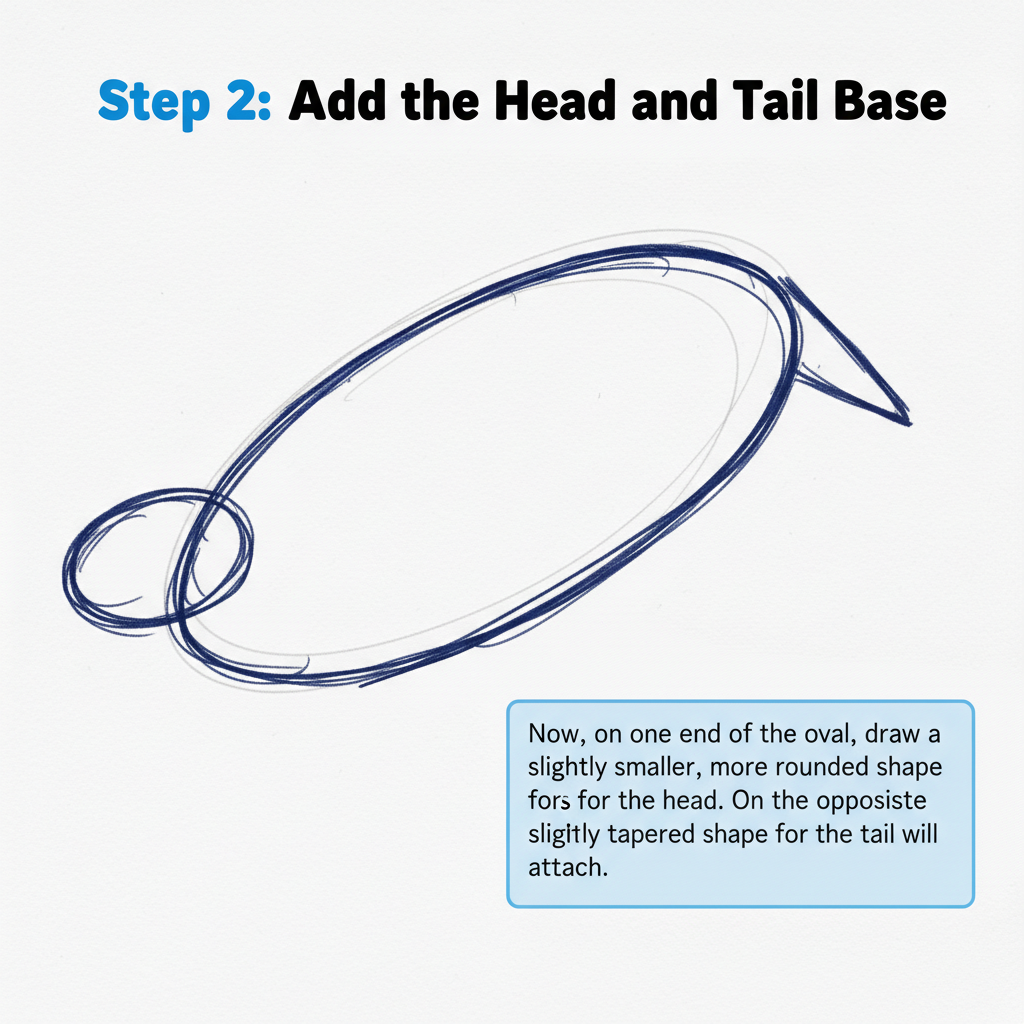 Step 2: Add the Head and Tail Base
Now, on one end of the oval, draw a
slightly smaller, more rounded shape
fors for the head. On the opposiste
sligitly tapered shape for the tail will
attach.